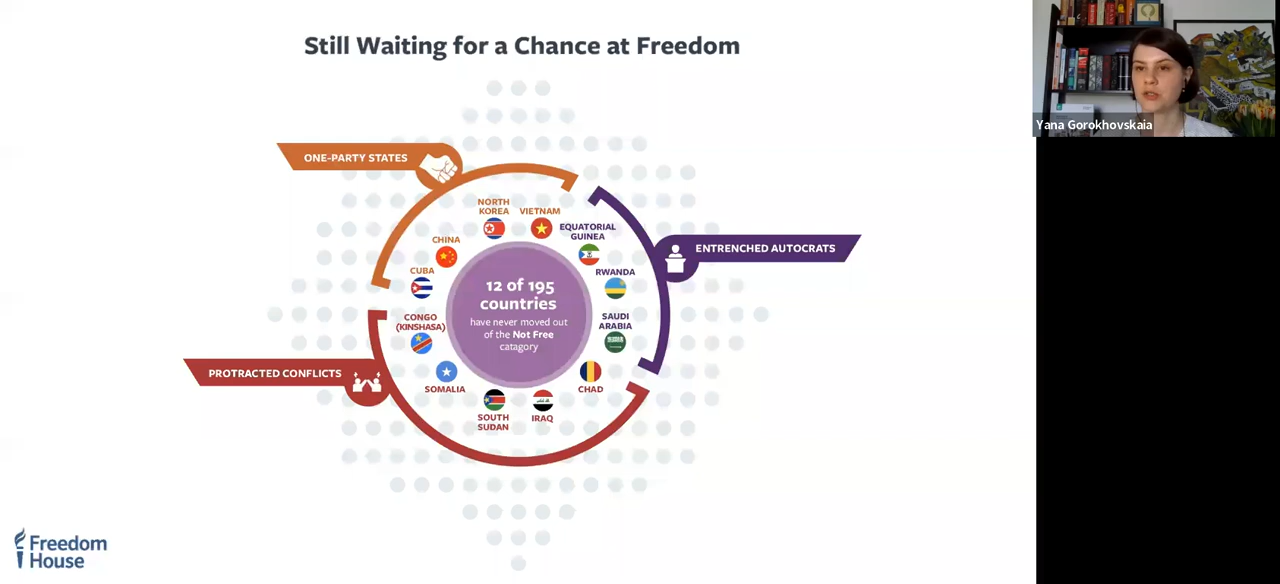 Still Waiting for a Chance at Freedom
Yana Gorokhovskaia
ONE-PARTY STATES
NORTH
KOREA
VIETNAM
EQUATORIAL
GUINEA
ENTRENCHED AUTOCRATS
CHINA
RWANDA
CUBA
12 of 195
countries
have never moved out
of the Not Free
catagory
CONGO
(KINSHASA)
SAUDI
ARABIA
PROTRACTED CONFLICTS
SOMALIA
CHAD
SOUTH
SUDAN
IRAQ
Freedom
House